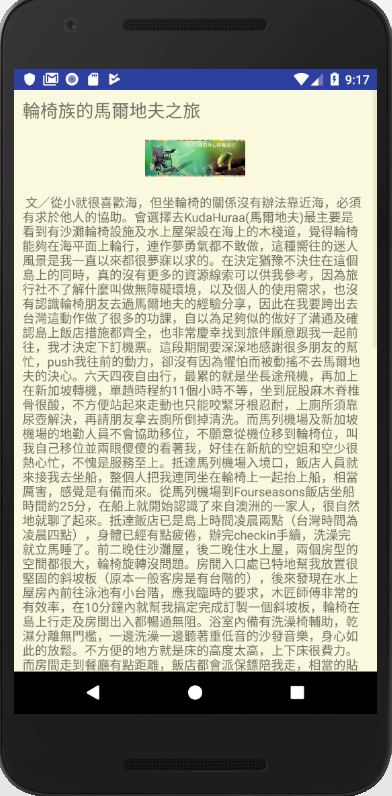 9:17
輪椅族的馬爾地夫之旅
文／從小就很喜歡海，但坐輪椅的關係沒有辦法靠近海，必須
有求於他人的協助。會選擇去KudaHuraa(馬爾地夫)最主要是
看到有沙灘輪椅設施及水上屋架設在海上的木棧道，覺得輪椅
能夠在海平面上輪行，連作夢勇氣都不敢做，這種嚮往的迷人
風景是我一直以來都很夢寐以求的。在決定猶豫不決住在這個
島上的同時，真的沒有更多的資源線索可以供我參考，因為旅
行社不了解什麼叫做無障礙環境，以及個人的使用需求，也沒
有認識輪椅朋友去過馬爾地夫的經驗分享，因此在我要跨出去
台灣這動作做了很多的功課，自以為足夠似的做好了溝通及確
認島上飯店措施都齊全，也非常慶幸找到旅伴願意跟我一起前
往，我才決定下訂機票。這段期間要深深地感謝很多朋友的幫
忙，push我往前的動力，卻沒有因為懼怕而被動搖不去馬爾地
夫的決心。六天四夜自由行，最累的就是坐長途飛機，再加上
在新加坡轉機，單趟時程約11個小時不等，坐到屁股麻木脊椎
骨很酸，不方便站起來走動也只能咬緊牙根忍耐，上廁所須靠
尿壺解決，再請朋友拿去廁所倒掉清洗。而馬列機場及新加坡
機場的地勤人員不會協助移位，不願意從機位移到輪椅位，叫
我自己移位並兩眼傻傻的看著我，好佳在新航的空姐和空少很
熱心忙，不愧是服務至上。抵達馬列機場入境口，飯店人員就
來接我去坐船，整個人把我連同坐在輪椅上一起抬上船，相當
厲害，感覺是有備而來。從馬列機場到Fourseasons飯店坐船
時間約25分，在船上就開始認識了來自澳洲的一家人，很自然
地就聊了起來。抵達飯店已是島上時間凌晨兩點（台灣時間為
凌晨四點），身體已經有點疲倦，辦完checkin手續，洗澡完
就立馬睡了。前二晚住沙灘屋，後二晚住水上屋，兩個房型的
空間都很大，輪椅旋轉沒問題。房間入口處已特地幫我放置很
堅固的斜坡板（原本一般客房是有台階的），後來發現在水上
屋房內前往泳池有小台階，應我臨時的要求，木匠師傅非常的
有效率，在10分鐘內就幫我搞定完成訂製一個斜坡板，輪椅在
島上行走及房間出入都暢通無阻。浴室內備有洗澡椅輔助，乾
濕分離無門檻，一邊洗澡一邊聽著重低音的沙發音樂，身心如
此的放鬆。不方便的地方就是床的高度太高，上下床很費力。
而房間走到餐廳有點距離，飯店都會派保鏢陪我走，相當的貼